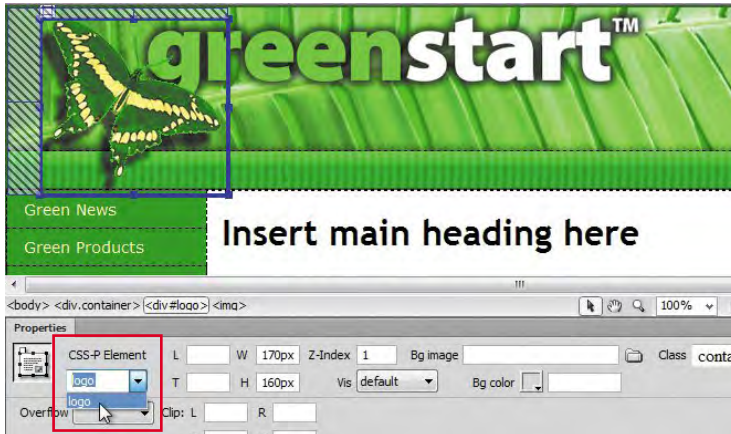 greenstart™
Green News
Green Products
Insert main heading here
<body> <div.container> <div#logo> <img> 100%
Properties
CSS-P Element L W 170px Z-Index 1 Bg image Class conta
logo T H 160px Vis default Bg color
logo
Overflow Clip: L R